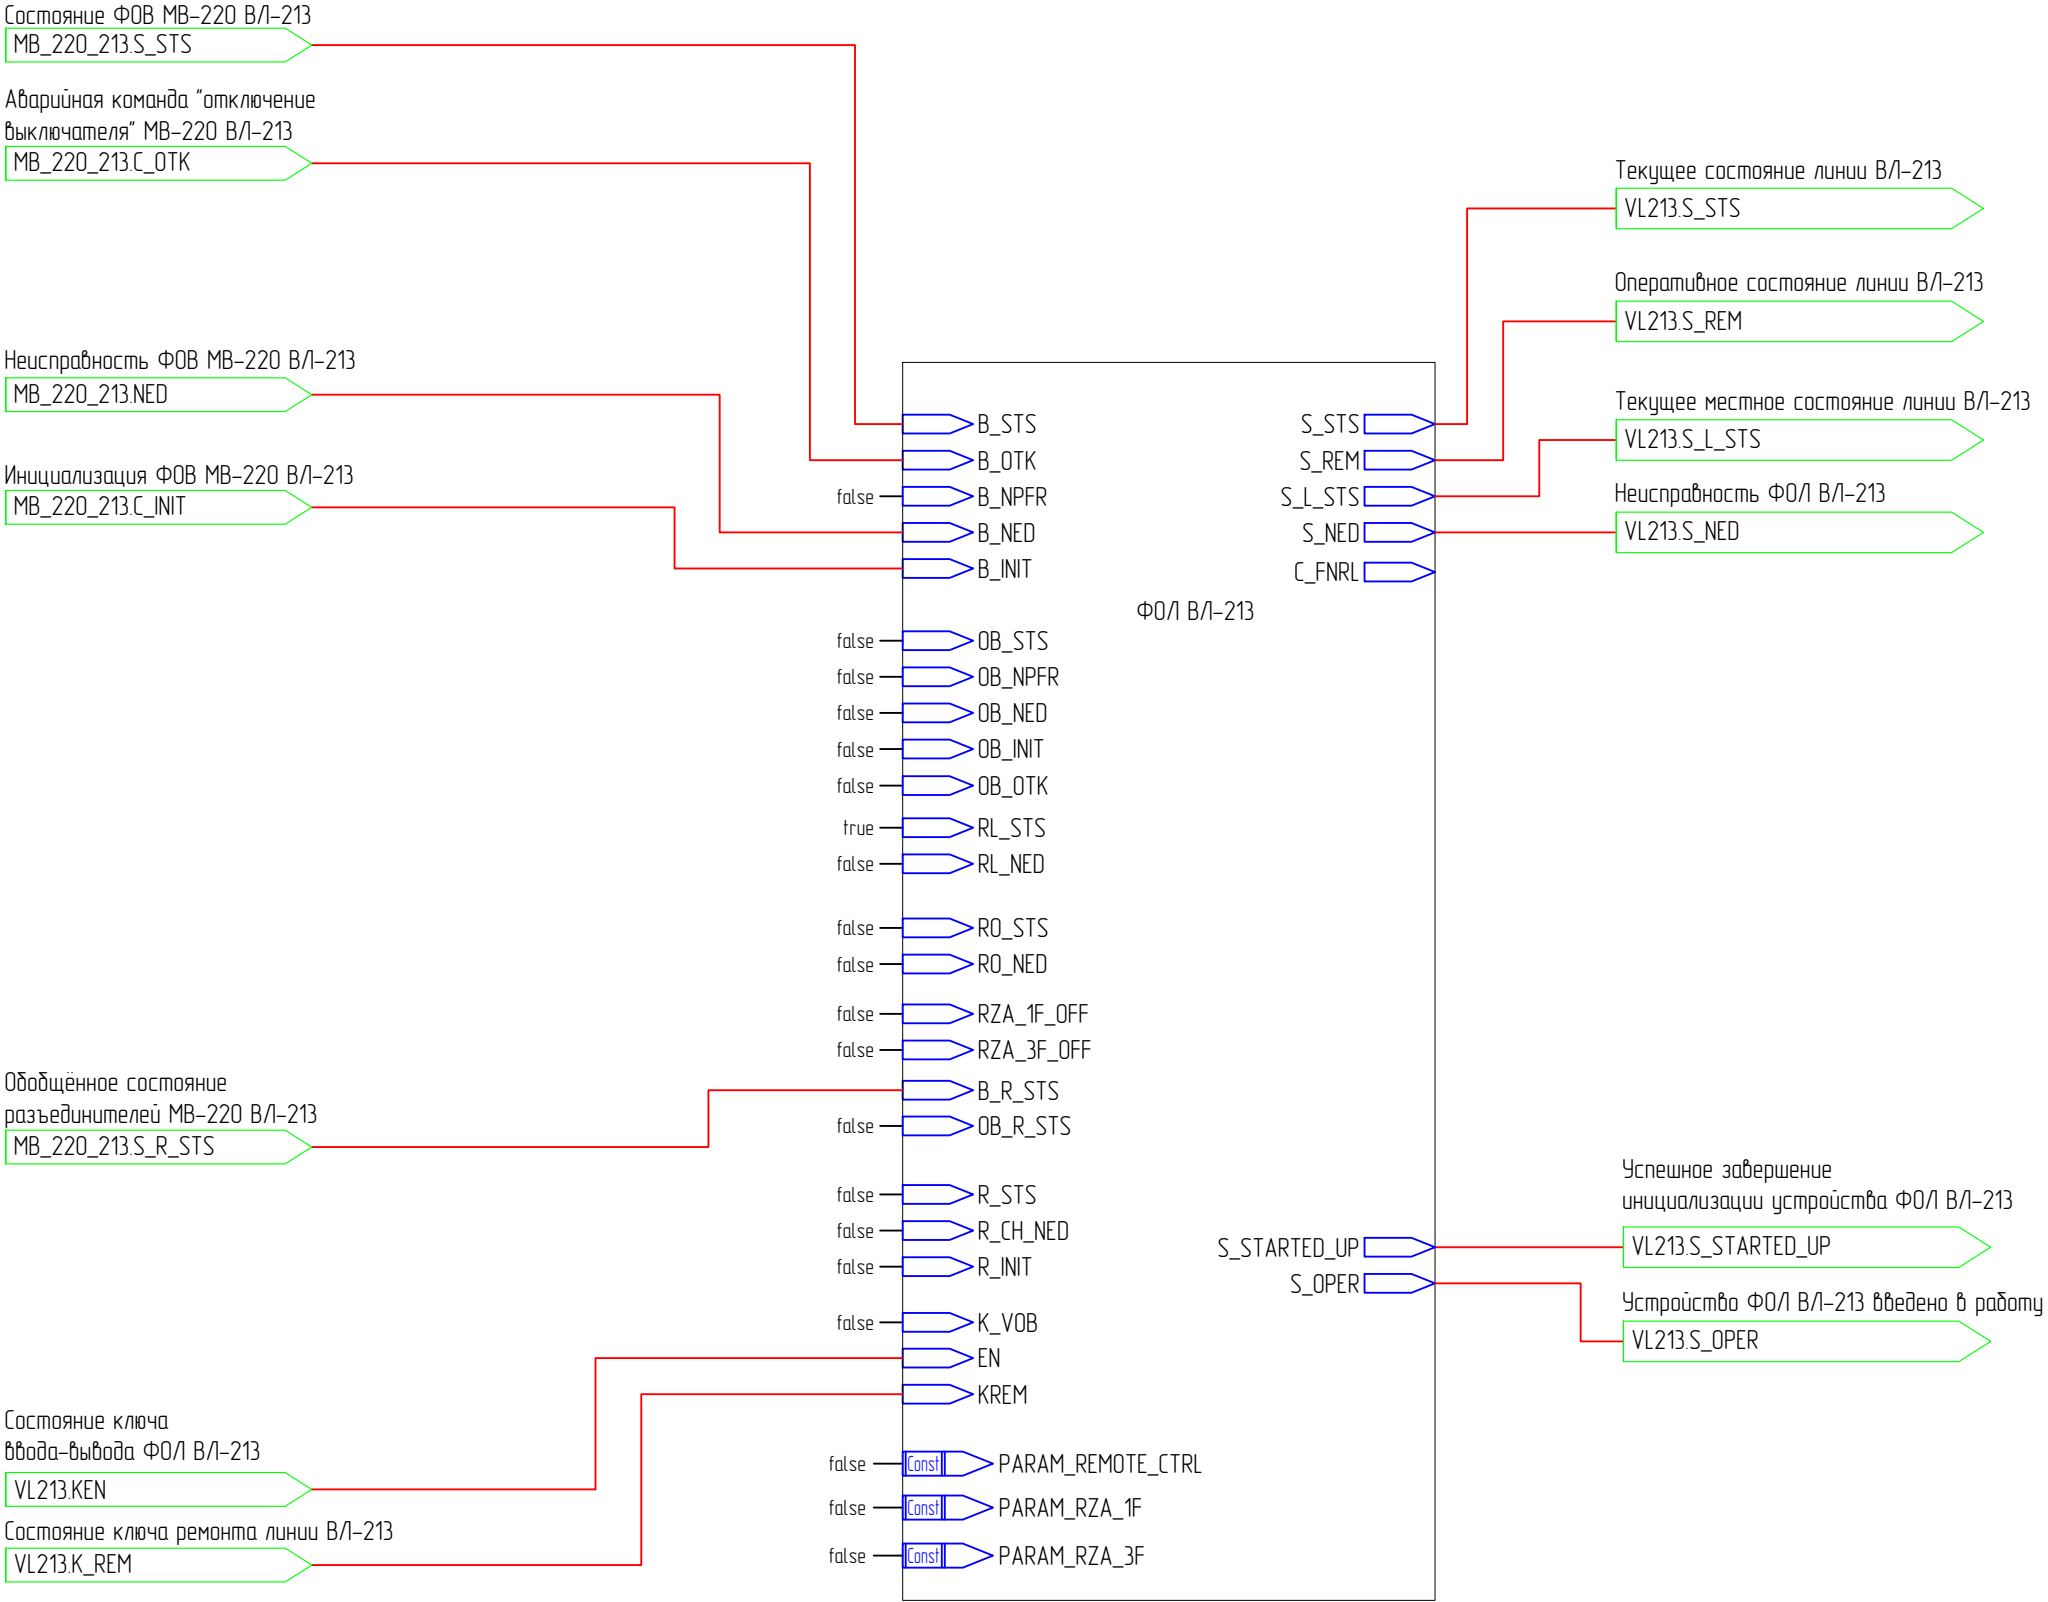 Состояние ФОВ МВ-220 ВЛ-213
MB_220_213.S_STS
Аварийная команда "отключение
выключателя" МВ-220 ВЛ-213
MB_220_213.C_OTK
Неисправность ФОВ МВ-220 ВЛ-213
MB_220_213.NED
Инициализация ФОВ МВ-220 ВЛ-213
MB_220_213.C_INIT
Обобщённое состояние
разъединителей МВ-220 ВЛ-213
MB_220_213.S_R_STS
Состояние ключа
ввода-вывода ФОЛ ВЛ-213
VL213.KEN
Состояние ключа ремонта линии ВЛ-213
VL213.K_REM
B_STS
B_OTK
false B_NPFR
B_NED
B_INIT
false OB_STS
false OB_NPFR
false OB_NED
false OB_INIT
false OB_OTK
true RL_STS
false RL_NED
false RO_STS
false RO_NED
false RZA_1F_OFF
false RZA_3F_OFF
B_R_STS
false OB_R_STS
false R_STS
false R_CH_NED
false R_INIT
false K_VOB
EN
KREM
false Const PARAM_REMOTE_CTRL
false Const PARAM_RZA_1F
false Const PARAM_RZA_3F
ФОЛ ВЛ-213
S_STS
S_REM
S_L_STS
S_NED
C_FNRL
S_STARTED_UP
S_OPER
Текущее состояние линии ВЛ-213
VL213.S_STS
Оперативное состояние линии ВЛ-213
VL213.S_REM
Текущее местное состояние линии ВЛ-213
VL213.S_L_STS
Неисправность ФОЛ ВЛ-213
VL213.S_NED
Успешное завершение
инициализации устройства ФОЛ ВЛ-213
VL213.S_STARTED_UP
Устройство ФОЛ ВЛ-213 введено в работу
VL213.S_OPER